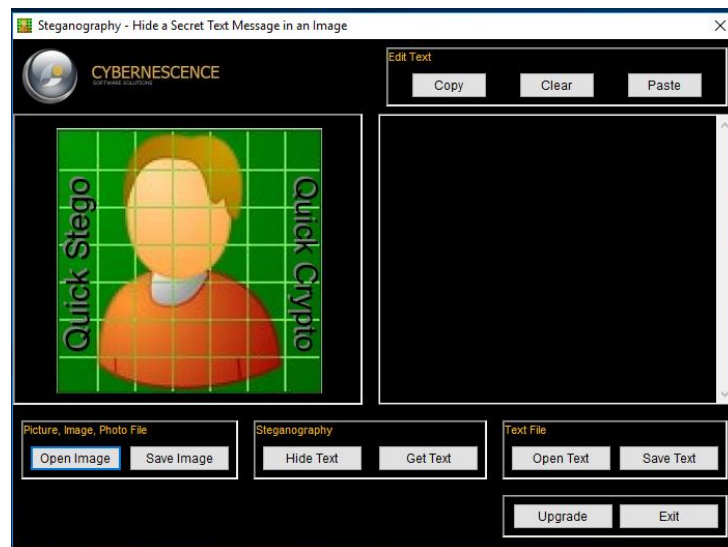 Steganography - Hide a Secret Text Message in an Image
CYBERNESCENCE
SOFTWARE SOLUTIONS
Edit Text
Copy Clear Paste
Quick Stego
Quick Crypto
Picture, Image, Photo File
Open Image Save Image
Steganography
Hide Text Get Text
Text File
Open Text Save Text
Upgrade Exit